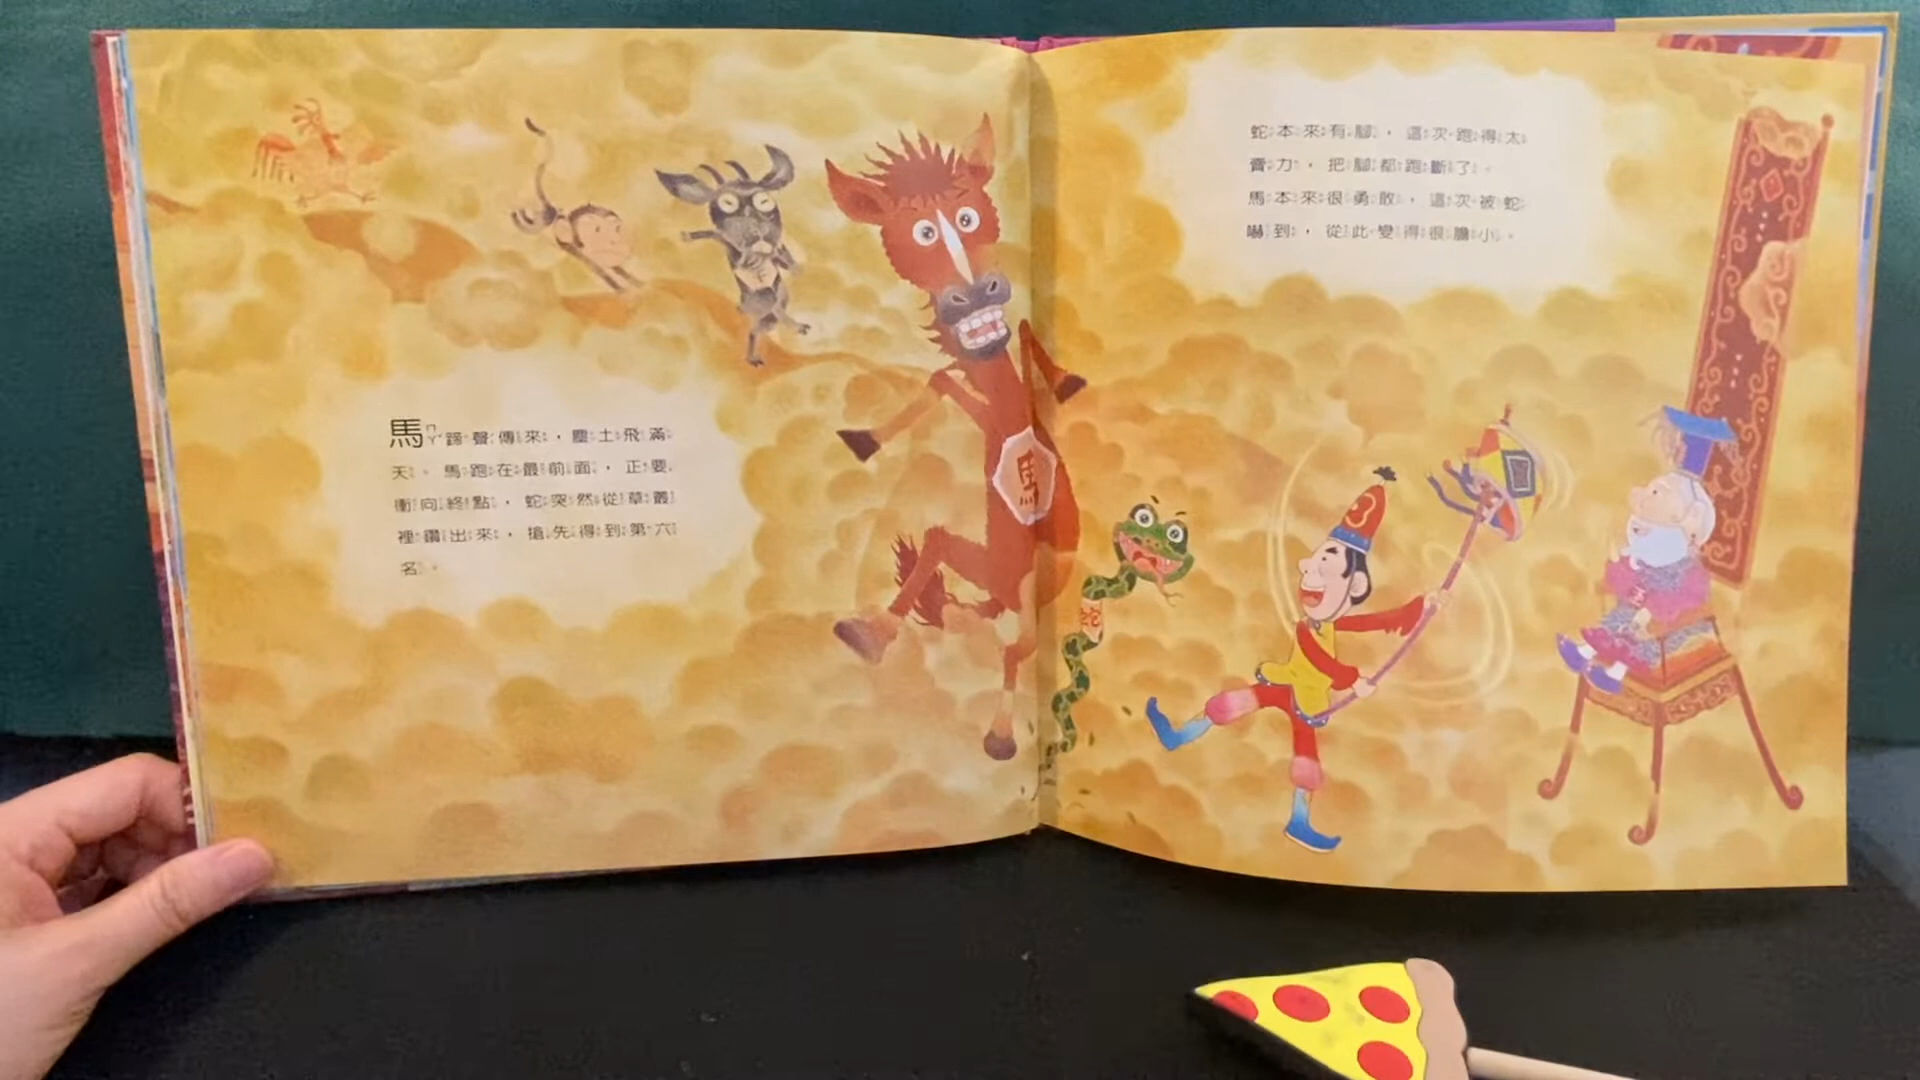 馬蹄聲傳來，塵土飛滿
天。馬跑在最前面，正要
衝向終點，蛇突然從草叢
裡鑽出來，搶先得到第六
名。
馬
蛇
蛇本來有腳，這次跑得太
賣力，把腳都跑斷了。
馬本來很勇敢，這次被蛇
嚇到，從此變得很膽小。
玉